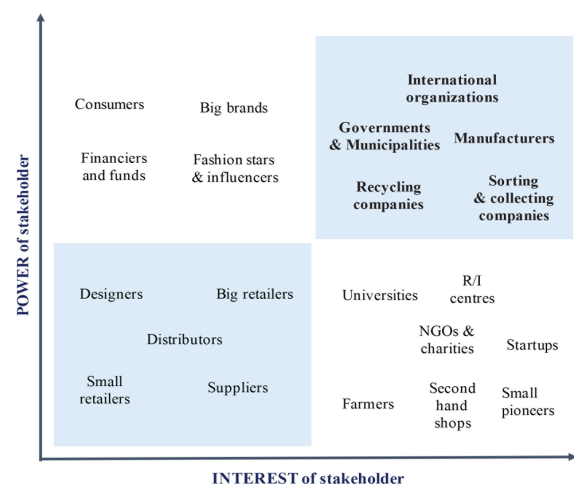 POWER of stakeholder
Consumers
Big brands
Financiers
and funds
Fashion stars
& influencers
International
organizations
Governments
& Municipalities
Manufacturers
Recycling
companies
Sorting
& collecting
companies
Designers
Big retailers
Distributors
Small
retailers
Suppliers
Universities
R/I
centres
NGOs &
charities
Startups
Farmers
Second
hand
shops
Small
pioneers
INTEREST of stakeholder